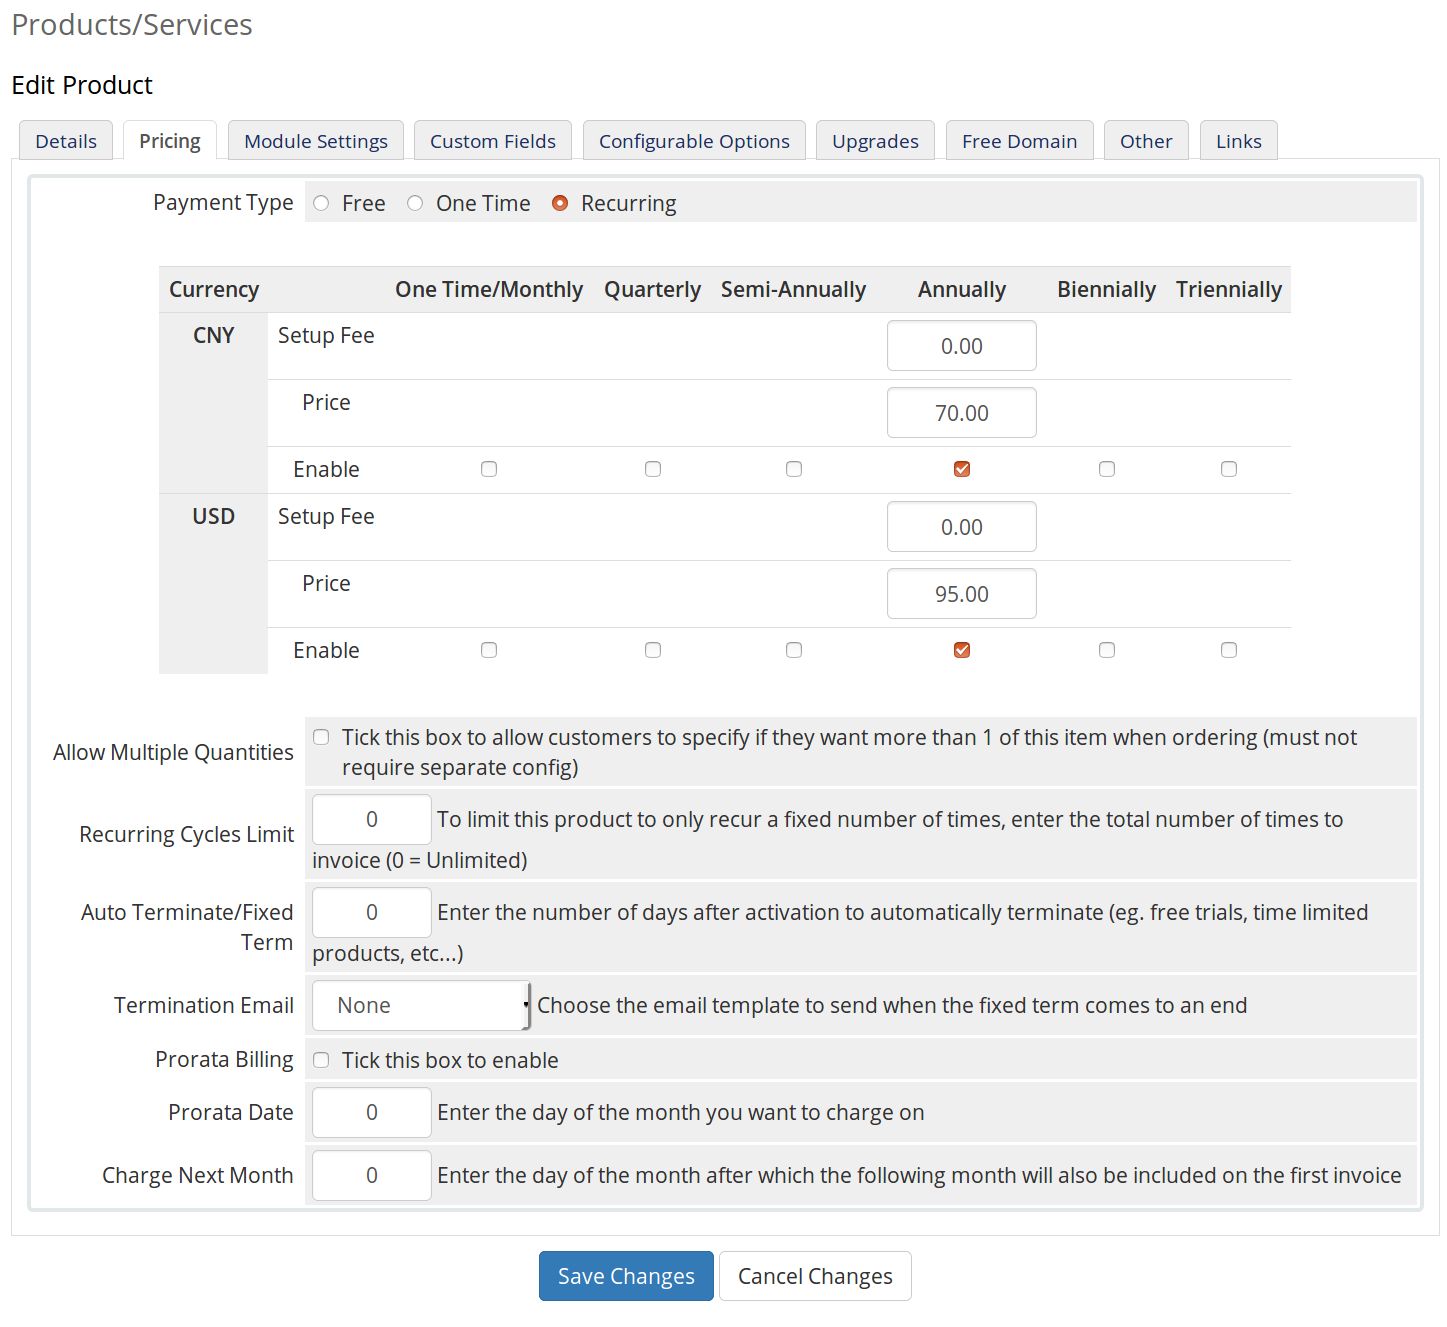 Products/Services
Edit Product
Details Pricing Module Settings Custom Fields Configurable Options Upgrades Free Domain Other Links
Payment Type Free One Time Recurring
Currency One Time/Monthly Quarterly Semi-Annually Annually Biennially Triennially
CNY Setup Fee 0.00
Price 70.00
Enable
USD Setup Fee 0.00
Price 95.00
Enable
Allow Multiple Quantities Tick this box to allow customers to specify if they want more than 1 of this item when ordering (must not
require separate config)
Recurring Cycles Limit 0 To limit this product to only recur a fixed number of times, enter the total number of times to
invoice (0 = Unlimited)
Auto Terminate/Fixed 0 Enter the number of days after activation to automatically terminate (eg. free trials, time limited
Term products, etc...)
Termination Email None Choose the email template to send when the fixed term comes to an end
Prorata Billing Tick this box to enable
Prorata Date 0 Enter the day of the month you want to charge on
Charge Next Month 0 Enter the day of the month after which the following month will also be included on the first invoice
Save Changes Cancel Changes